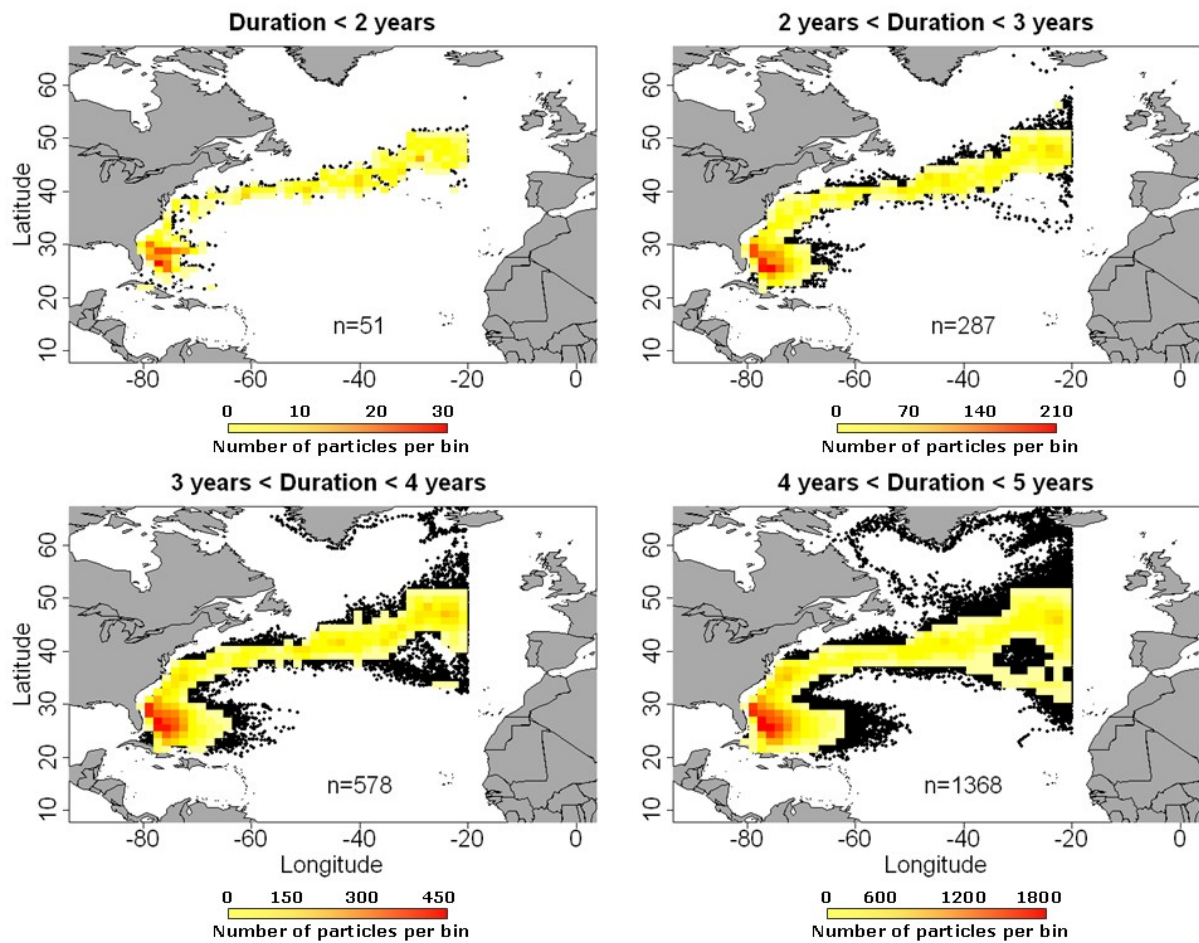 Duration < 2 years
2 years < Duration < 3 years
Latitude
60
50
40
30
20
10
n=51
-80
-60
-40
-20
0
0 10 20 30
Number of particles per bin
60
50
40
30
20
10
n=287
-80
-60
-40
-20
0
0 70 140 210
Number of particles per bin
3 years < Duration < 4 years
4 years < Duration < 5 years
Latitude
60
50
40
30
20
10
n=578
-80
-60
-40
-20
0
Longitude
0 150 300 450
Number of particles per bin
60
50
40
30
20
10
n=1368
-80
-60
-40
-20
0
Longitude
0 600 1200 1800
Number of particles per bin